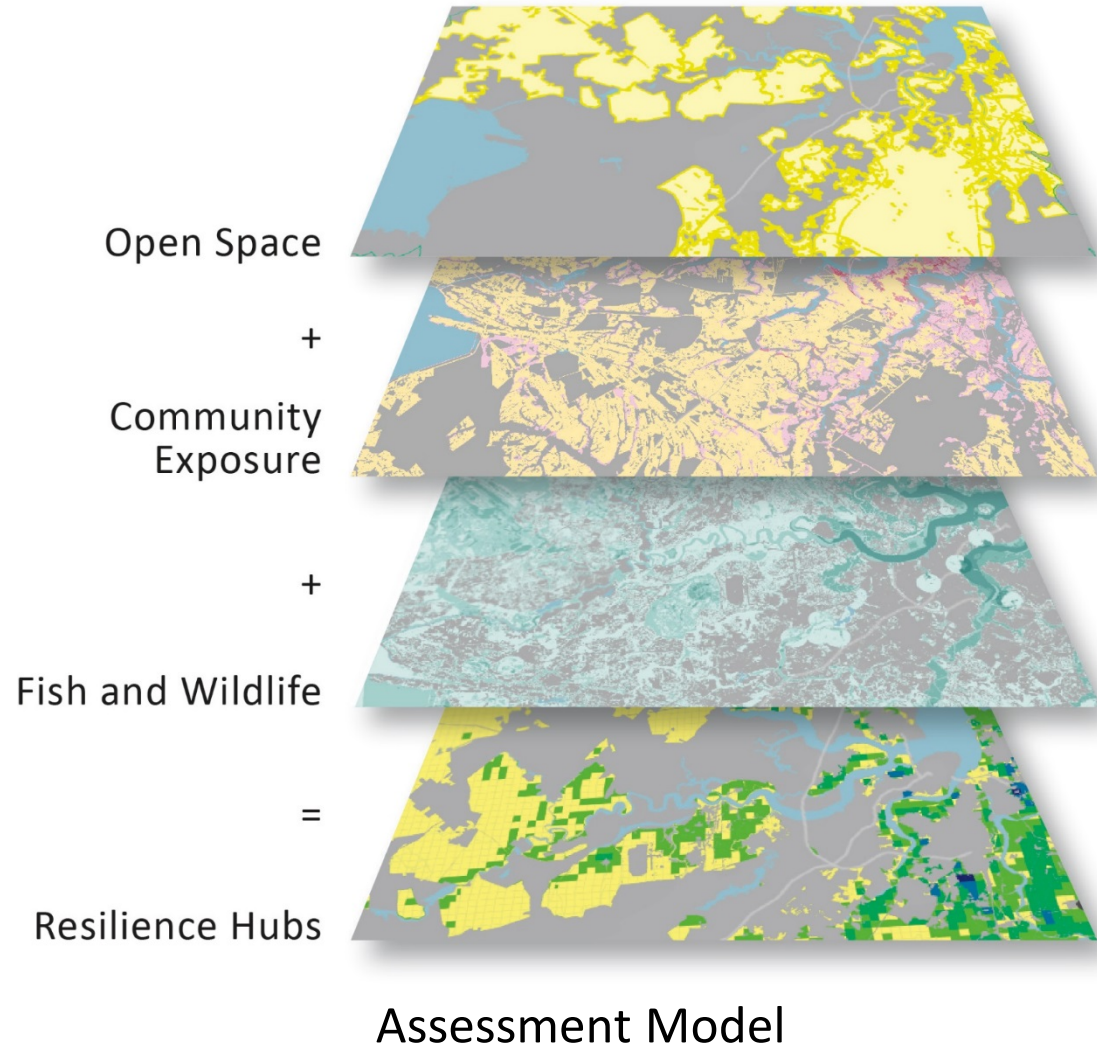 Open Space
+
Community
Exposure
+
Fish and Wildlife
=
Resilience Hubs
Assessment Model